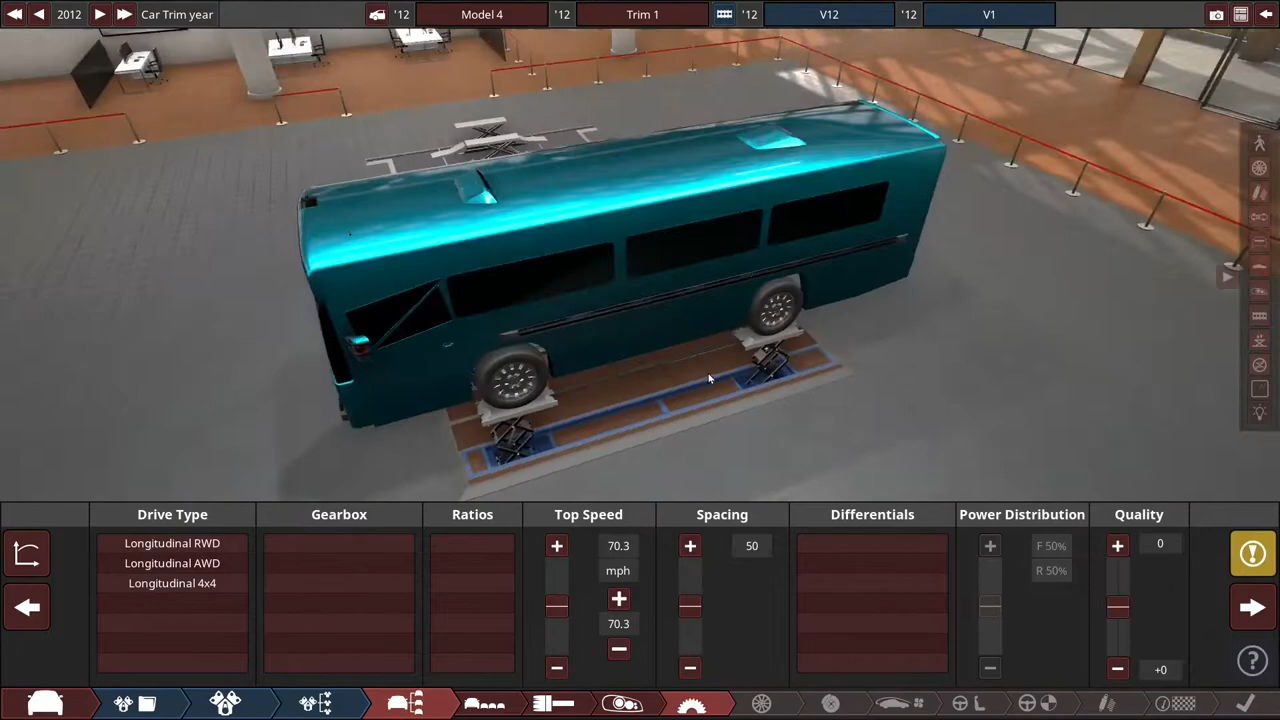 2012 Car Trim year '12 Model 4 '12 Trim 1 '12 V12 '12 V1
Drive Type Gearbox Ratios Top Speed Spacing Differentials Power Distribution Quality
Longitudinal RWD
Longitudinal AWD
Longitudinal 4x4
70.3
mph
70.3
50
F 50%
R 50%
0
+0